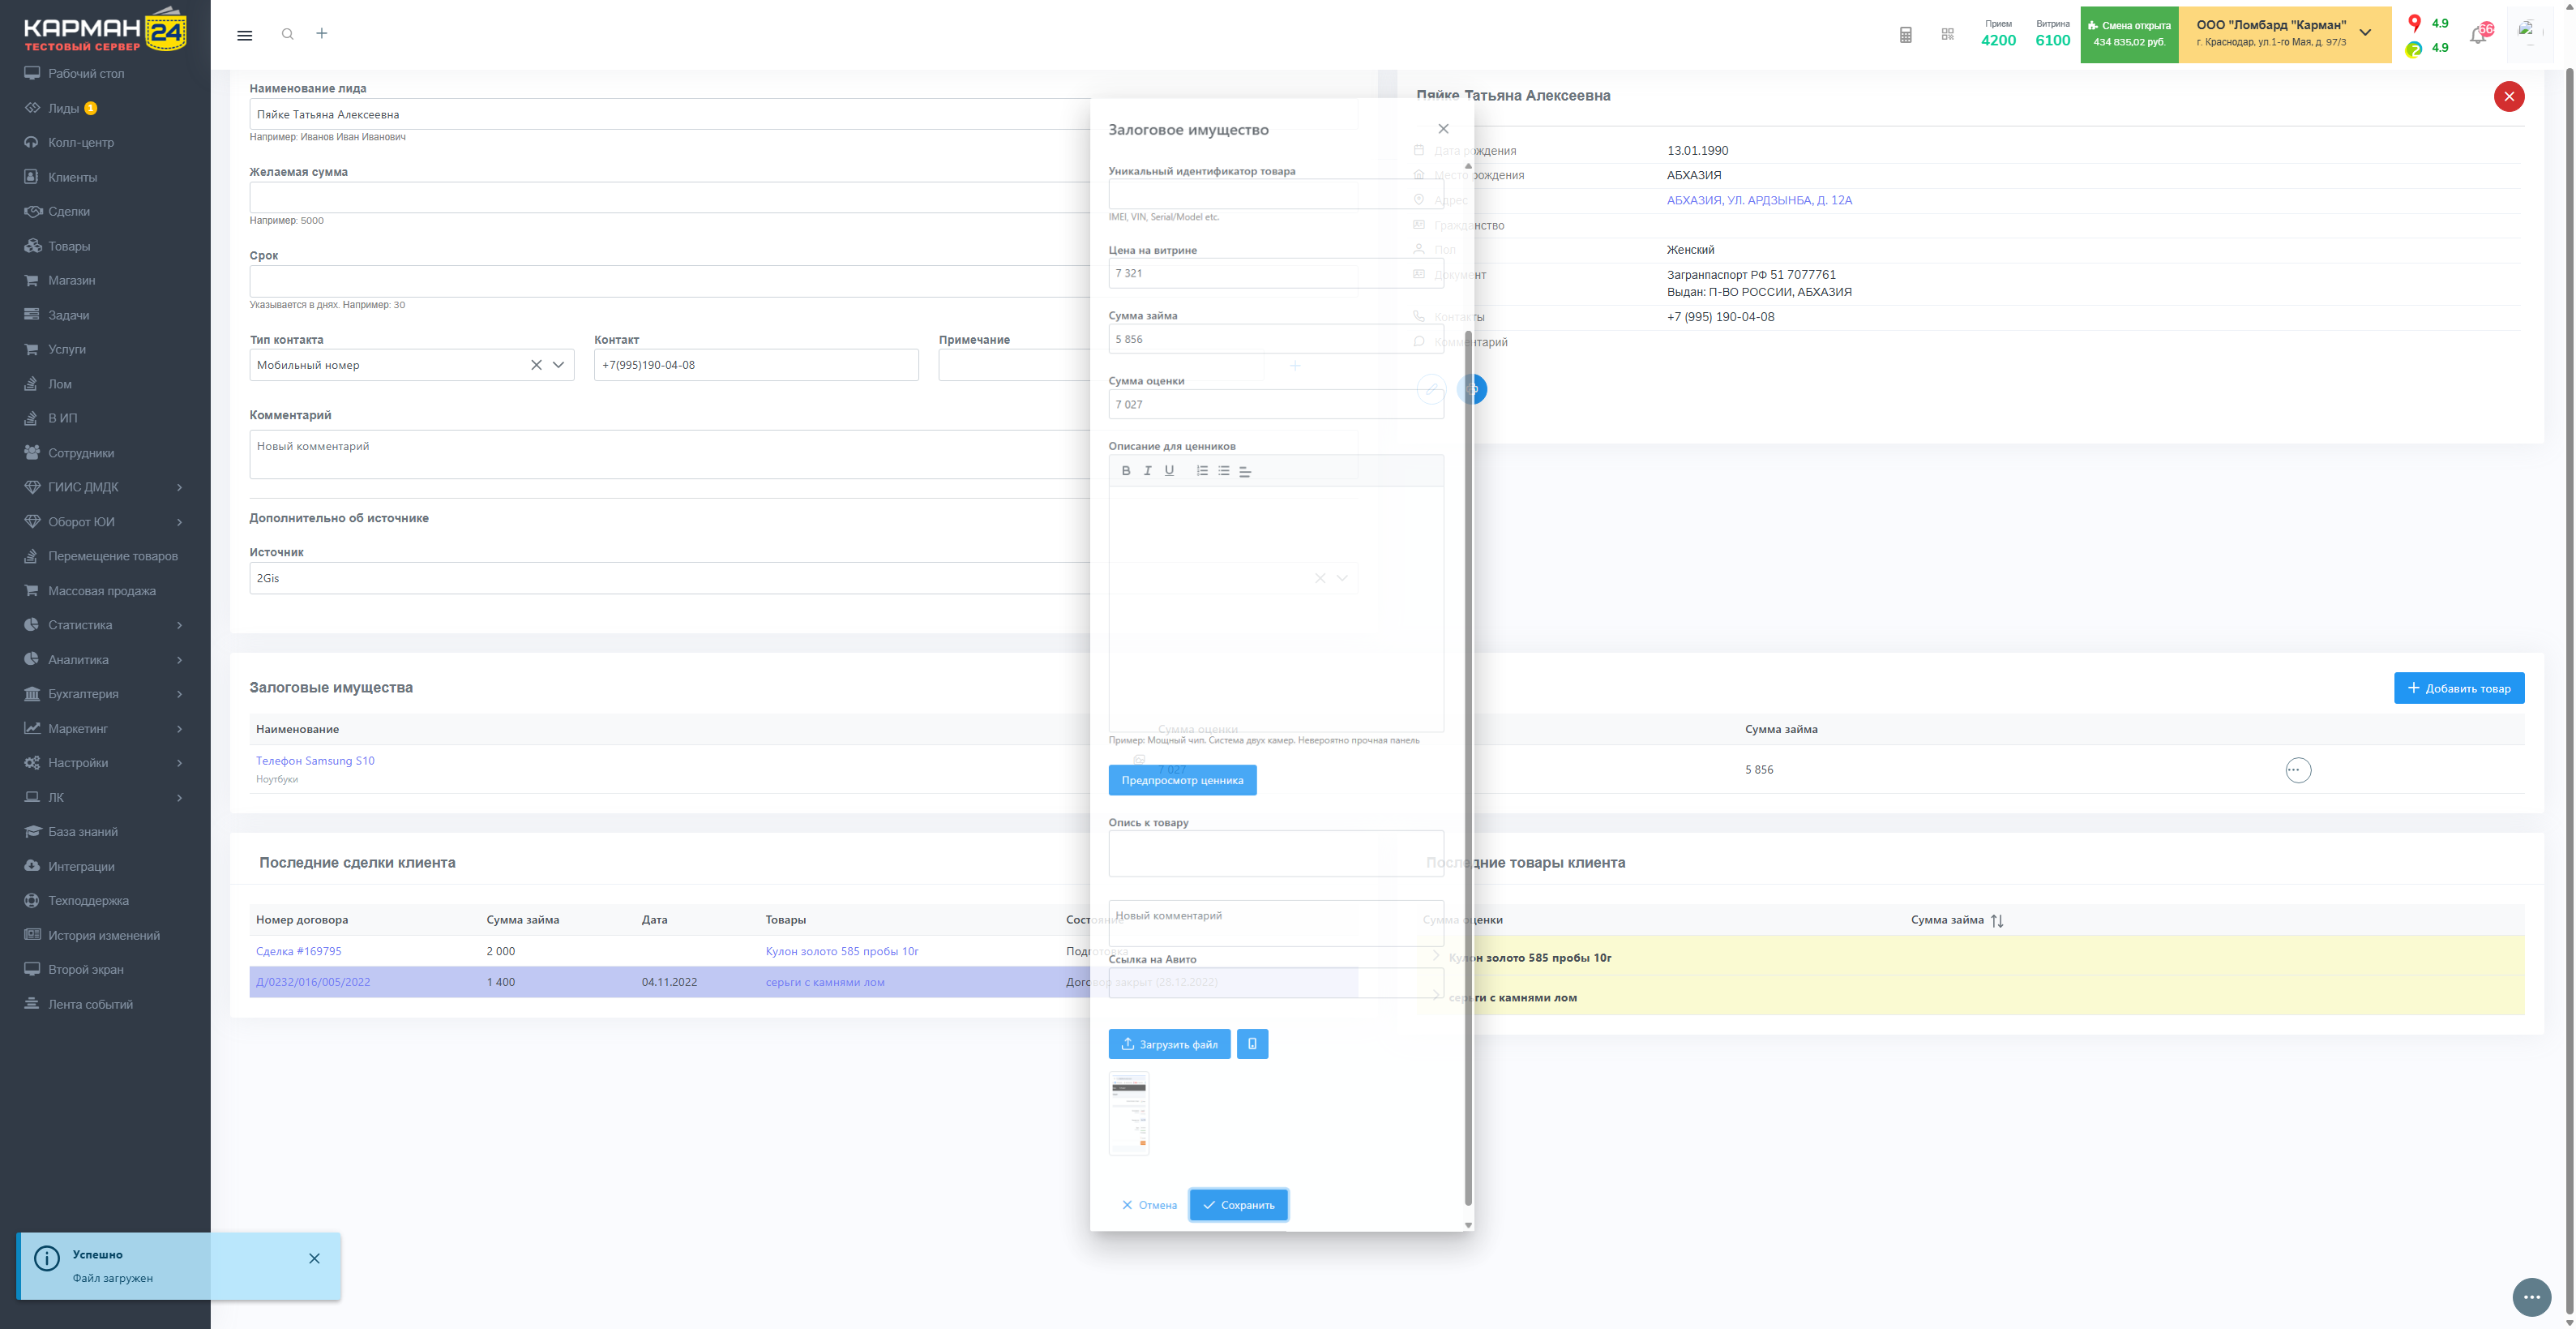 КАРМАН 24
ТЕСТОВЫЙ СЕРВЕР
Рабочий стол
Лиды 1
Колл-центр
Клиенты
Сделки
Товары
Магазин
Задачи
Услуги
Лом
В ИП
Сотрудники
ГИИС ДМДК
Оборот ЮИ
Перемещение товаров
Массовая продажа
Статистика
Аналитика
Бухгалтерия
Маркетинг
Настройки
ЛК
База знаний
Интеграции
Техподдержка
История изменений
Второй экран
Лента событий
Прием
4200
Витрина
6100
Смена открыта
434 835,02 руб.
ООО "Ломбард "Карман"
г. Краснодар, ул.1-го Мая, д. 97/3
4.9
4.9
66
Наименование лида
Пяйке Татьяна Алексеевна
Например: Иванов Иван Иванович
Желаемая сумма
Например: 5000
Срок
Указывается в днях. Например: 30
Тип контакта
Контакт
Примечание
Мобильный номер
+7(995)190-04-08
Комментарий
Новый комментарий
Дополнительно об источнике
Источник
2Gis
Пяйке Татьяна Алексеевна
Дата рождения
13.01.1990
Место рождения
АБХАЗИЯ
Адрес
АБХАЗИЯ, УЛ. АРДЗЫНБА, Д. 12А
Гражданство
Пол
Женский
Документ
Загранпаспорт РФ 51 7077761
Выдан: П-ВО РОССИИ, АБХАЗИЯ
Контакты
+7 (995) 190-04-08
Комментарий
Залоговое имущество
Уникальный идентификатор товара
IMEI, VIN, Serial/Model etc.
Цена на витрине
7 321
Сумма займа
5 856
Сумма оценки
7 027
Описание для ценников
B I U
Пример: Мощный чип. Система двух камер. Невероятно прочная панель
Предпросмотр ценника
Опись к товару
Новый комментарий
Ссылка на Авито
Загрузить файл
Отмена
Сохранить
Залоговые имущества
Добавить товар
Наименование
Сумма оценки
Сумма займа
Телефон Samsung S10
Ноутбуки
7 027
5 856
Последние сделки клиента
Номер договора
Сумма займа
Дата
Товары
Состояние
Сделка #169795
2 000
Кулон золото 585 пробы 10г
Подготовка
Д/0232/016/005/2022
1 400
04.11.2022
серьги с камнями лом
Договор закрыт (28.12.2022)
Последние товары клиента
Сумма оценки
Сумма займа
Кулон золото 585 пробы 10г
серьги с камнями лом
Успешно
Файл загружен